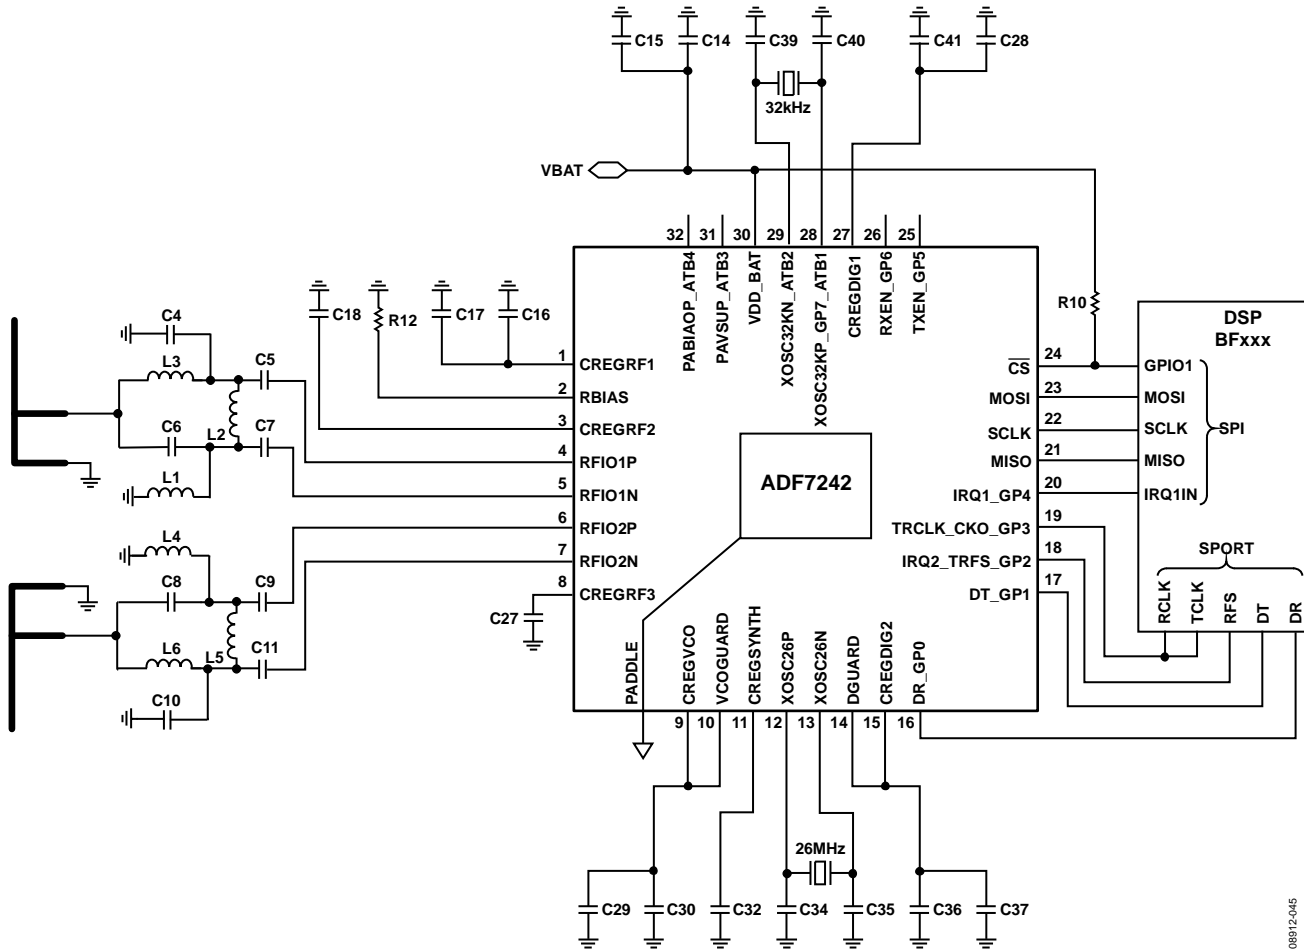 C15 C14 C39 C40 C41 C28
32kHz
VBAT
32 31 30 29 28 27 26 25
PABIAOP_ATB4
PAVSUP_ATB3
VDD_BAT
XOSC32KN_ATB2
XOSC32KP_GP7_ATB1
CREGDIG1
RXEN_GP6
TXEN_GP5
C18 R12 C17 C16
R10
DSP
BFxxx
C4
L3 C5
C6 L2 C7
L1
L4
C8 C9
L6 L5 C11
C10
1 CREGRF1
2 RBIAS
3 CREGRF2
4 RFIO1P
5 RFIO1N
6 RFIO2P
7 RFIO2N
8 CREGRF3
C27
ADF7242
CS 24 GPIO1
MOSI 23 MOSI
SCLK 22 SCLK
MISO 21 MISO
IRQ1_GP4 20 IRQ1IN
SPI
TRCLK_CKO_GP3 19
IRQ2_TRFS_GP2 18
DT_GP1 17
SPORT
RCLK
TCLK
RFS
DT
DR
PADDLE
CREGVCO
VCOGUARD
CREGSYNTH
XOSC26P
XOSC26N
DGUARD
CREGDIG2
DR_GP0
9 10 11 12 13 14 15 16
26MHz
C29 C30 C32 C34 C35 C36 C37
08912-045